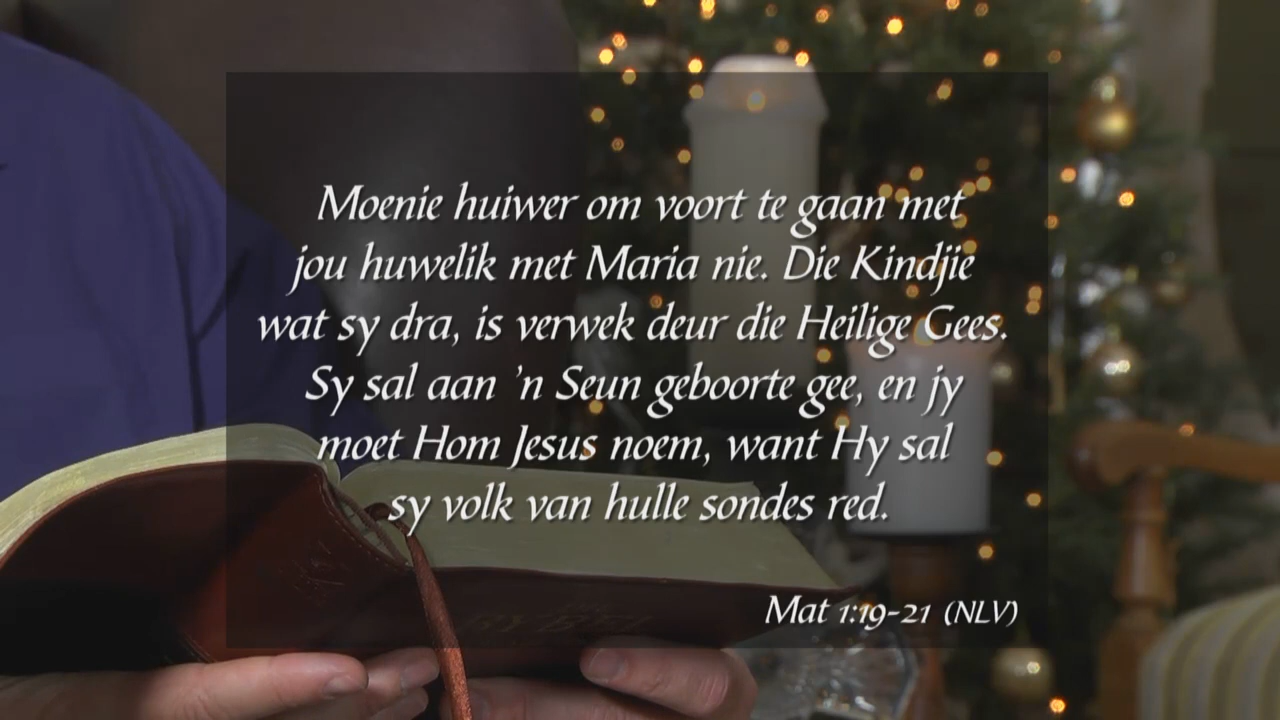 Moenie huiwer om voort te gaan met
jou huwelik met Maria nie. Die Kindjie
wat sy dra, is verwek deur die Heilige Gees.
Sy sal aan 'n Seun geboorte gee, en jy
moet Hom Jesus noem, want Hy sal
sy volk van hulle sondes red.
Mat 1:19-21 (NLV)